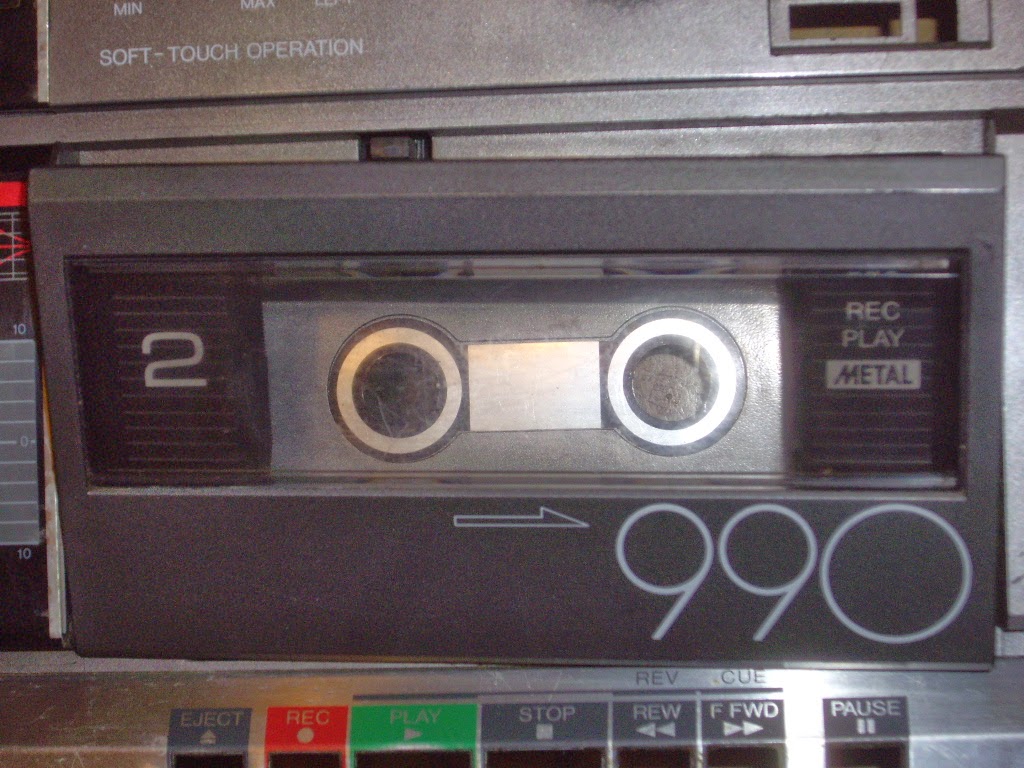 MIN MAX LEFT
SOFT-TOUCH OPERATION
10
0
10
2
REC
PLAY
METAL
990
REV CUE
EJECT REC PLAY STOP REW F FWD PAUSE